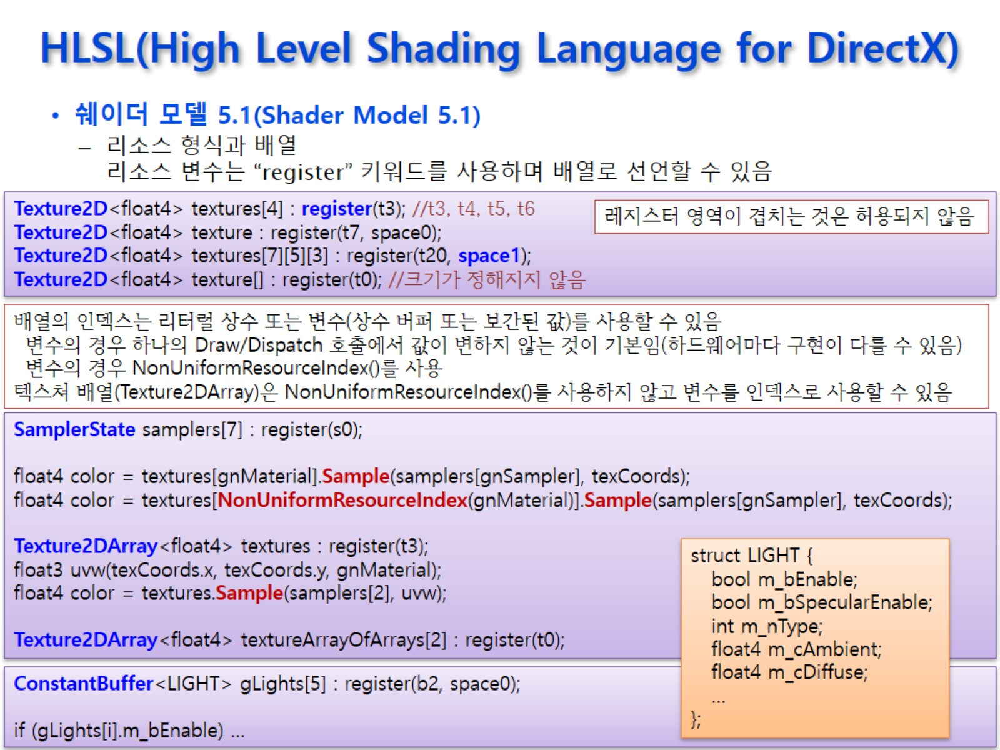 HLSL(High Level Shading Language for DirectX)
• 쉐이더 모델 5.1(Shader Model 5.1)
– 리소스 형식과 배열
리소스 변수는 “register” 키워드를 사용하며 배열로 선언할 수 있음
Texture2D<float4> textures[4] : register(t3); //t3, t4, t5, t6
Texture2D<float4> texture : register(t7, space0);
Texture2D<float4> textures[7][5][3] : register(t20, space1);
Texture2D<float4> texture[] : register(t0); //크기가 정해지지 않음
레지스터 영역이 겹치는 것은 허용되지 않음
배열의 인덱스는 리터럴 상수 또는 변수(상수 버퍼 또는 보간된 값)를 사용할 수 있음
변수의 경우 하나의 Draw/Dispatch 호출에서 값이 변하지 않는 것이 기본임(하드웨어마다 구현이 다를 수 있음)
변수의 경우 NonUniformResourceIndex()를 사용
텍스쳐 배열(Texture2DArray)은 NonUniformResourceIndex()를 사용하지 않고 변수를 인덱스로 사용할 수 있음
SamplerState samplers[7] : register(s0);
float4 color = textures[gnMaterial].Sample(samplers[gnSampler], texCoords);
float4 color = textures[NonUniformResourceIndex(gnMaterial)].Sample(samplers[gnSampler], texCoords);
Texture2DArray<float4> textures : register(t3);
float3 uvw(texCoords.x, texCoords.y, gnMaterial);
float4 color = textures.Sample(samplers[2], uvw);
Texture2DArray<float4> textureArrayOfArrays[2] : register(t0);
struct LIGHT {
bool m_bEnable;
bool m_bSpecularEnable;
int m_nType;
float4 m_cAmbient;
float4 m_cDiffuse;
...
};
ConstantBuffer<LIGHT> gLights[5] : register(b2, space0);
if (gLights[i].m_bEnable) ...